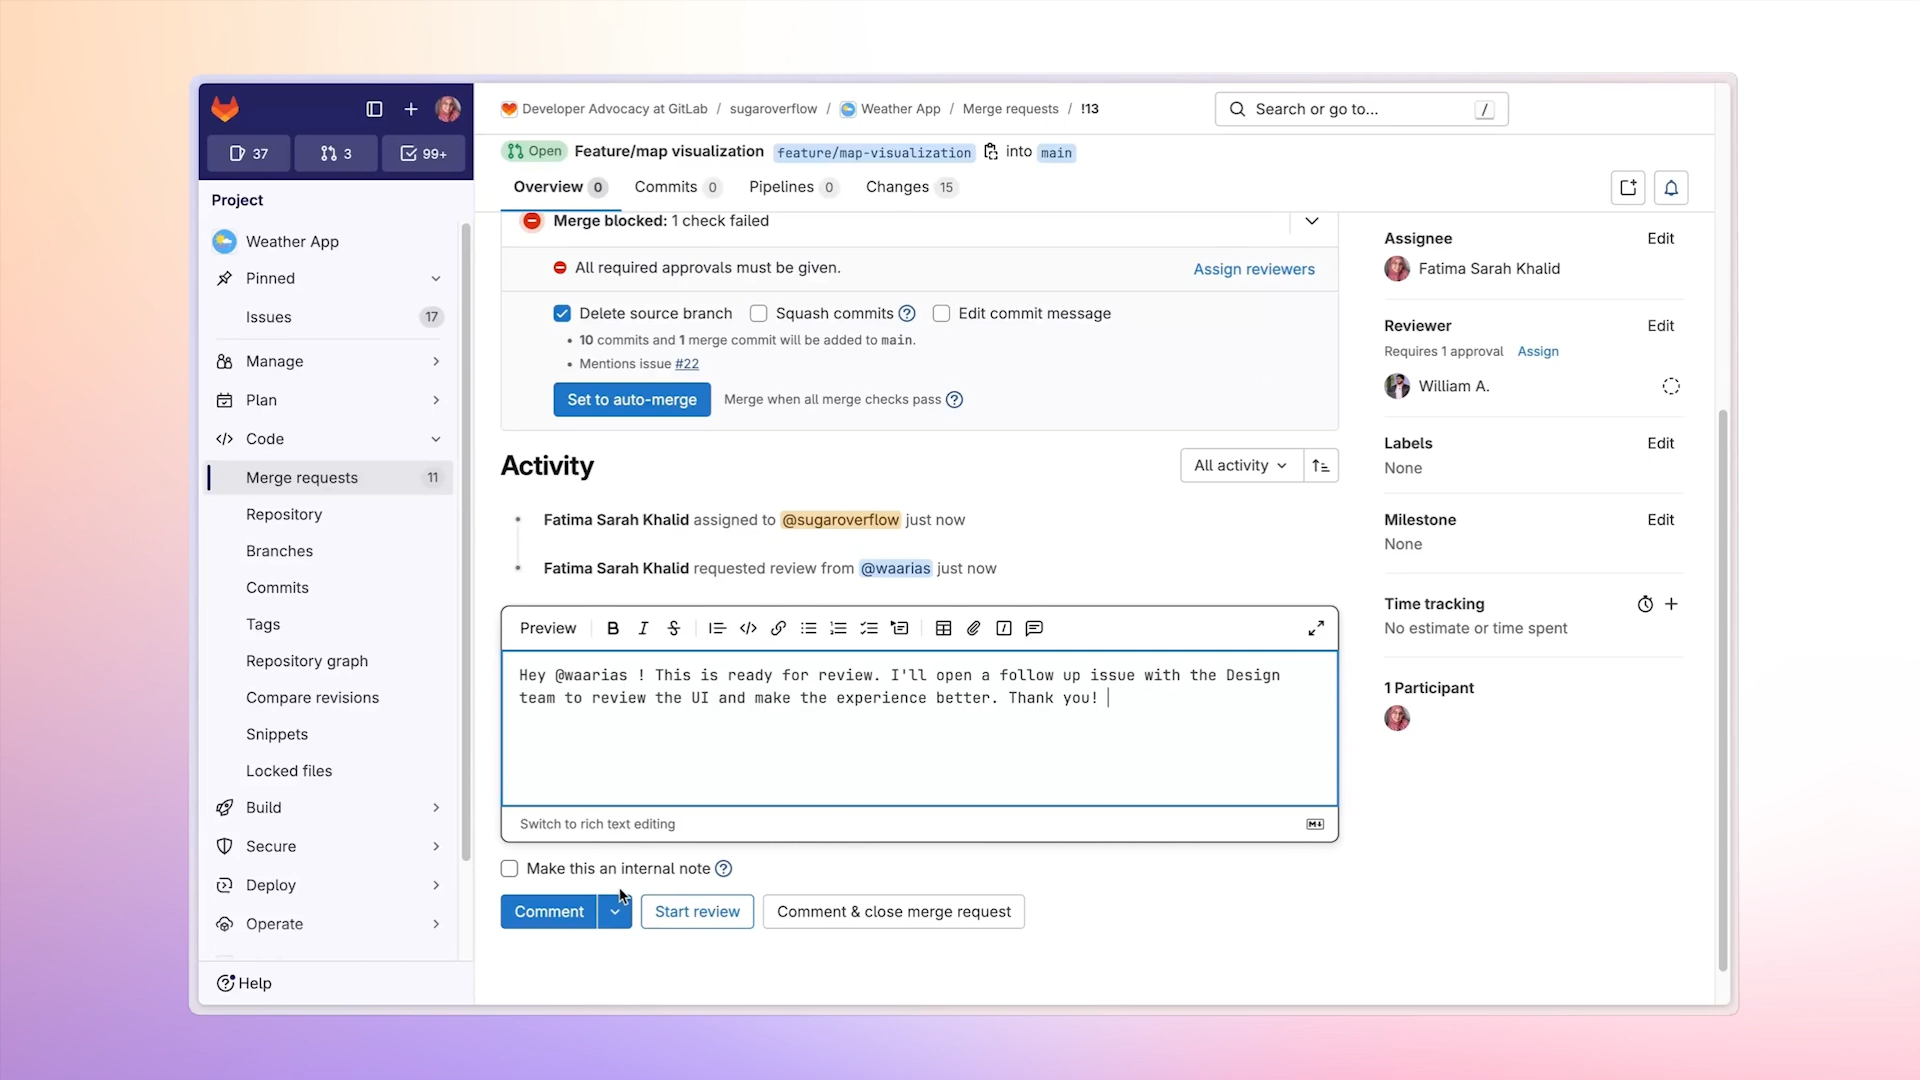 37
3
99+
Project
Weather App
Pinned
Issues 17
Manage
Plan
Code
Merge requests 11
Repository
Branches
Commits
Tags
Repository graph
Compare revisions
Snippets
Locked files
Build
Secure
Deploy
Operate
Help
Developer Advocacy at GitLab / sugaroverflow / Weather App / Merge requests / !13
Search or go to... /
Open Feature/map visualization feature/map-visualization into main
Overview 0 Commits 0 Pipelines 0 Changes 15
Merge blocked: 1 check failed
All required approvals must be given. Assign reviewers
Delete source branch Squash commits ? Edit commit message
• 10 commits and 1 merge commit will be added to main.
• Mentions issue #22
Set to auto-merge Merge when all merge checks pass ?
Activity
All activity
Fatima Sarah Khalid assigned to @sugaroverflow just now
Fatima Sarah Khalid requested review from @waarias just now
Preview
Hey @waarias ! This is ready for review. I'll open a follow up issue with the Design
team to review the UI and make the experience better. Thank you!
Switch to rich text editing
Make this an internal note ?
Comment Start review Comment & close merge request
Assignee Edit
Fatima Sarah Khalid
Reviewer Edit
Requires 1 approval Assign
William A.
Labels Edit
None
Milestone Edit
None
Time tracking
No estimate or time spent
1 Participant